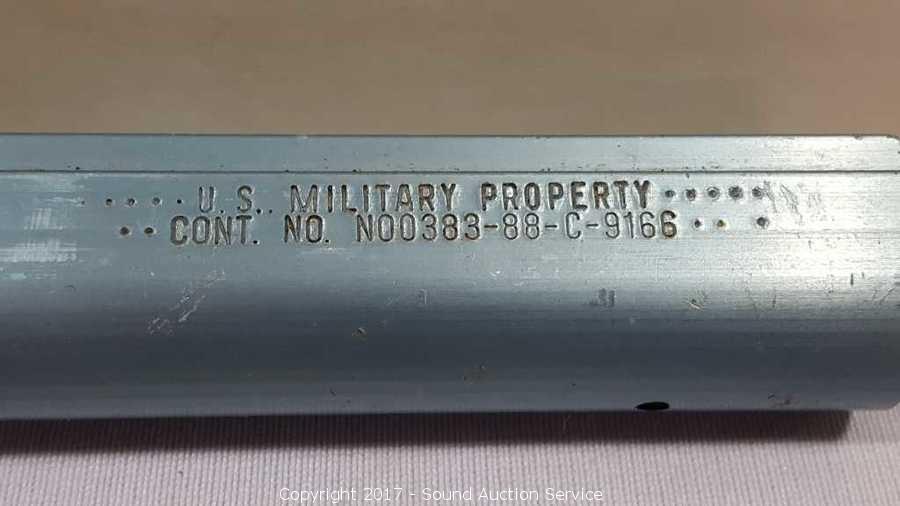 U.S. MILITARY PROPERTY
CONT. NO. N00383-88-C-9166
Copyright 2017 - Sound Auction Service